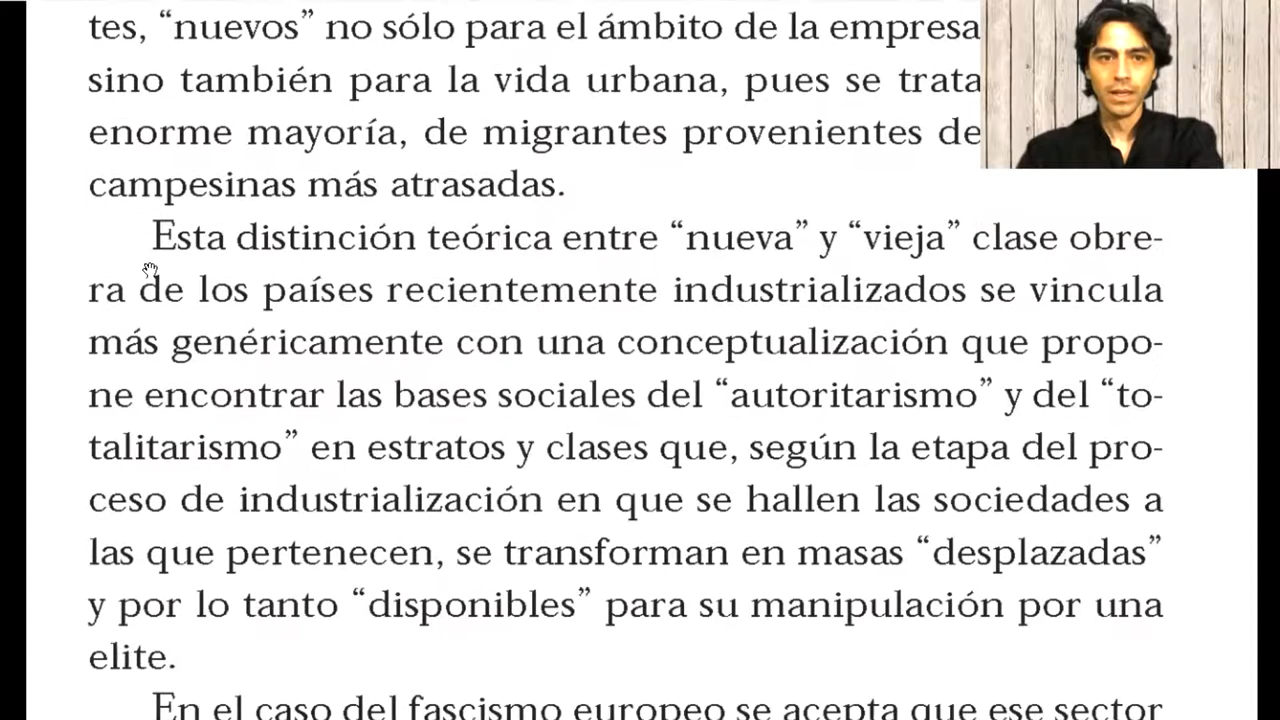 tes, “nuevos” no sólo para el ámbito de la empresa
sino también para la vida urbana, pues se trata
enorme mayoría, de migrantes provenientes de
campesinas más atrasadas.
Esta distinción teórica entre “nueva” y “vieja” clase obre-
ra de los países recientemente industrializados se vincula
más genéricamente con una conceptualización que propo-
ne encontrar las bases sociales del “autoritarismo” y del “to-
talitarismo” en estratos y clases que, según la etapa del pro-
ceso de industrialización en que se hallen las sociedades a
las que pertenecen, se transforman en masas “desplazadas”
y por lo tanto “disponibles” para su manipulación por una
elite.
En el caso del fascismo europeo se acepta que ese sector